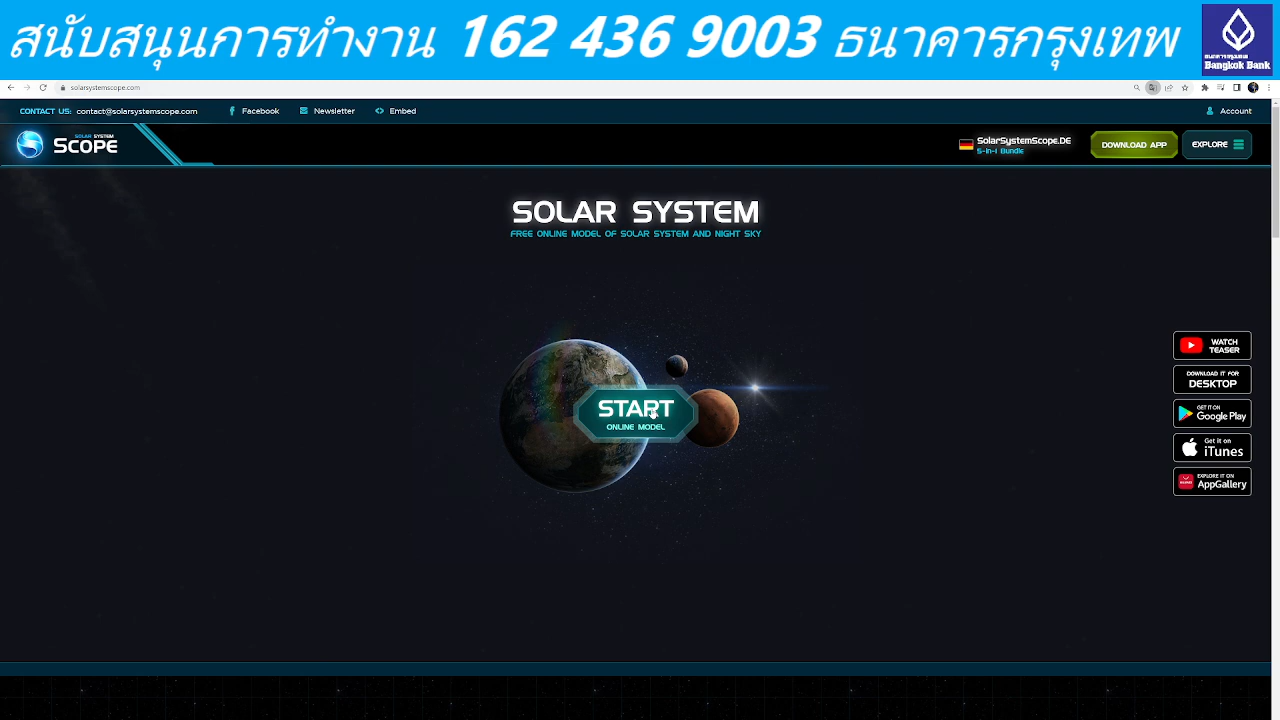 สนับสนุนการทำงาน 162 436 9003 ธนาคารกรุงเทพ
Bangkok Bank
solarsystemscope.com
CONTACT US: contact@solarsystemscope.com Facebook Newsletter Embed Account
SOLAR SYSTEM
SCOPE
SolarSystemScope.DE
5-in-1 Bundle
DOWNLOAD APP
EXPLORE
SOLAR SYSTEM
FREE ONLINE MODEL OF SOLAR SYSTEM AND NIGHT SKY
START
ONLINE MODEL
WATCH
TEASER
DOWNLOAD IT FOR
DESKTOP
GET IT ON
Google Play
Get it on
iTunes
EXPLORE IT ON
AppGallery